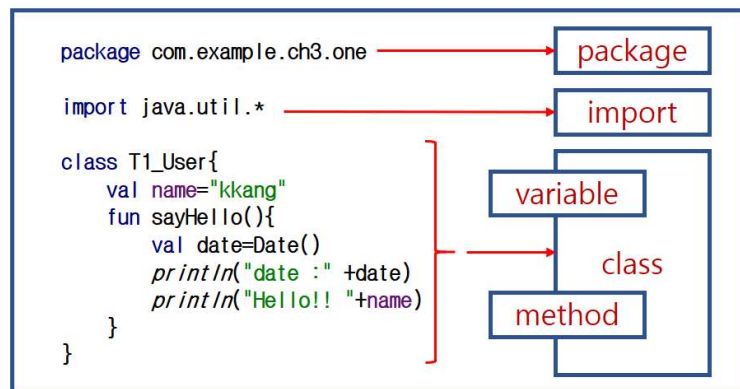 package com.example.ch3.one
package
import java.util.*
import
class T1_User{
val name="kkang"
variable
fun sayHello(){
val date=Date()
class
println("date :" +date)
println("Hello!! "+name)
method
}
}